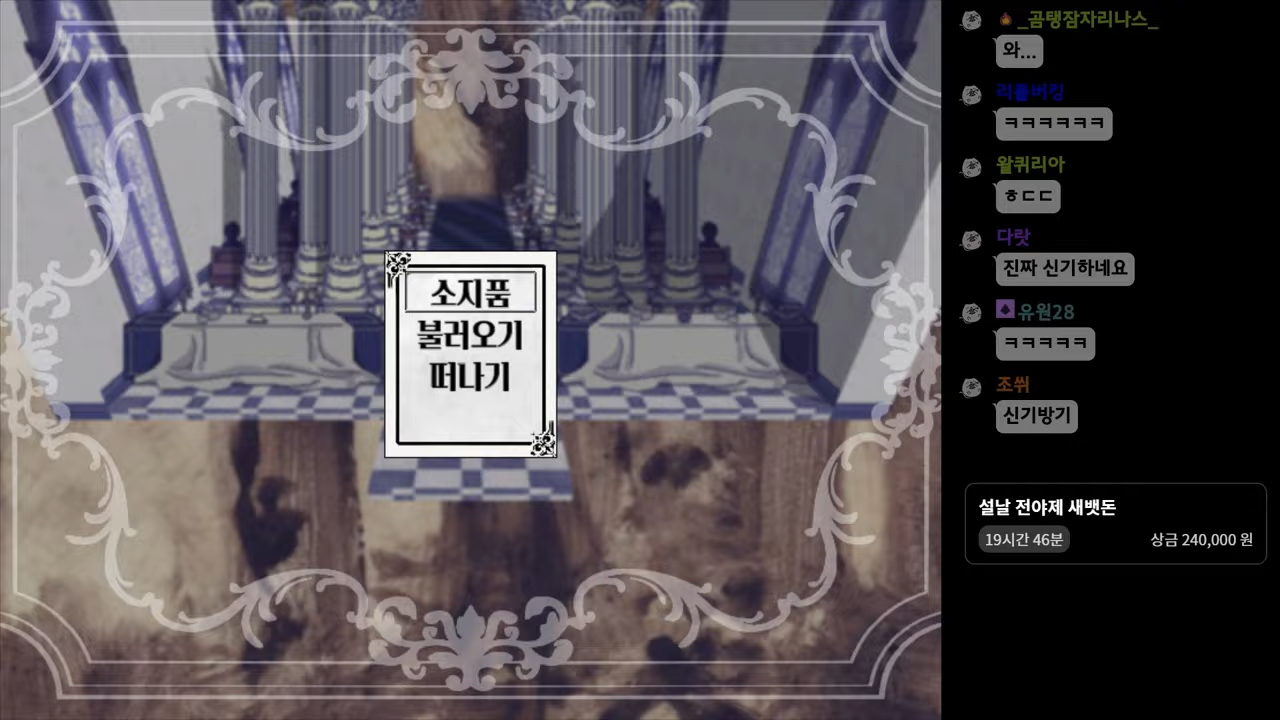 소지품
불러오기
떠나기
_곰탱잠자리나스_
와...
리틀버킹
ㅋㅋㅋㅋㅋㅋ
왈퀴리아
ㅎㄷㄷ
다랏
진짜 신기하네요
유원28
ㅋㅋㅋㅋㅋ
조쒸
신기방기
설날 전야제 새뱃돈
19시간 46분
상금 240,000 원